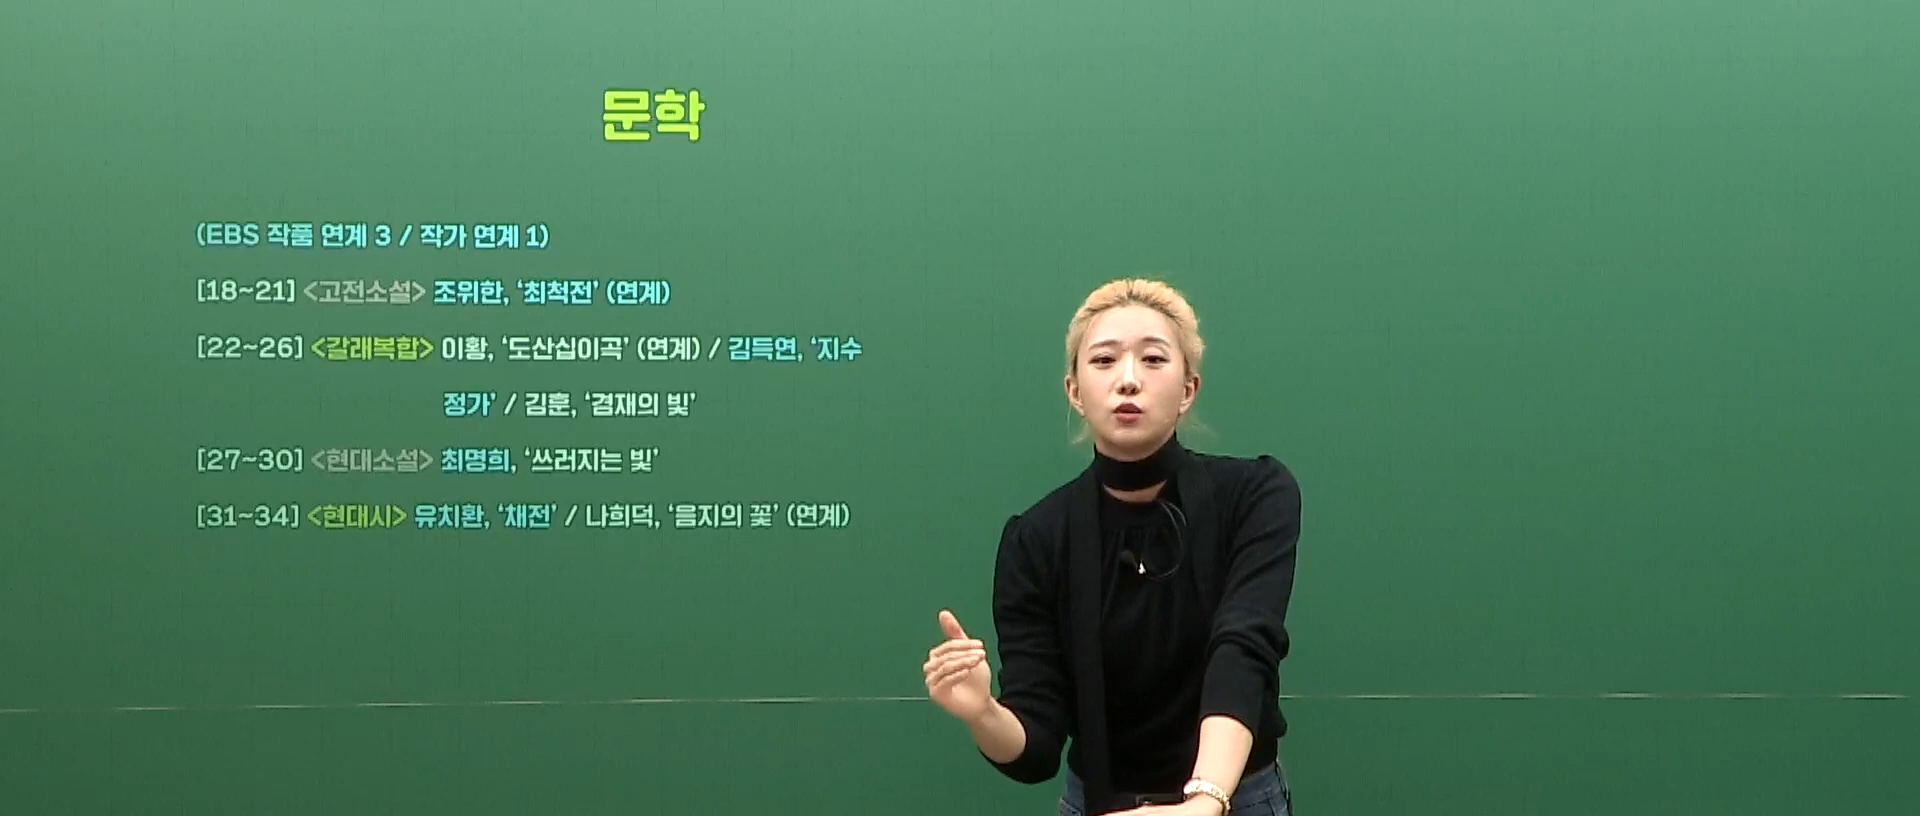 문학
(EBS 작품 연계 3 / 작가 연계 1)
[18~21] <고전소설> 조위한, ‘최척전’ (연계)
[22~26] <갈래복합> 이황, ‘도산십이곡’ (연계) / 김득연, ‘지수
정가’ / 김훈, ‘겸재의 빛’
[27~30] <현대소설> 최명희, ‘쓰러지는 빛’
[31~34] <현대시> 유치환, ‘채전’ / 나희덕, ‘음지의 꽃’ (연계)